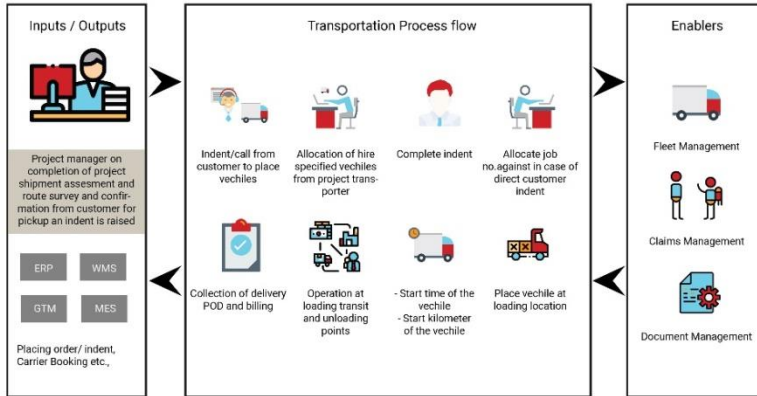 Inputs / Outputs
Project manager on
completion of project
shipment assesment and
route survey and confir-
mation from customer for
pickup an indent is raised
ERP
WMS
GTM
MES
Placing order/ indent,
Carrier Booking etc.,
Transportation Process flow
Indent/call from
customer to place
vechiles
Allocation of hire
specified vechiles
from project trans-
porter
Complete indent
Allocate job
no.against in case of
direct customer
indent
Collection of delivery
POD and billing
Operation at
loading transit
and unloading
points
- Start time of the
vechile
- Start kilometer
of the vechile
Place vechile at
loading location
Enablers
Fleet Management
Claims Management
Document Management